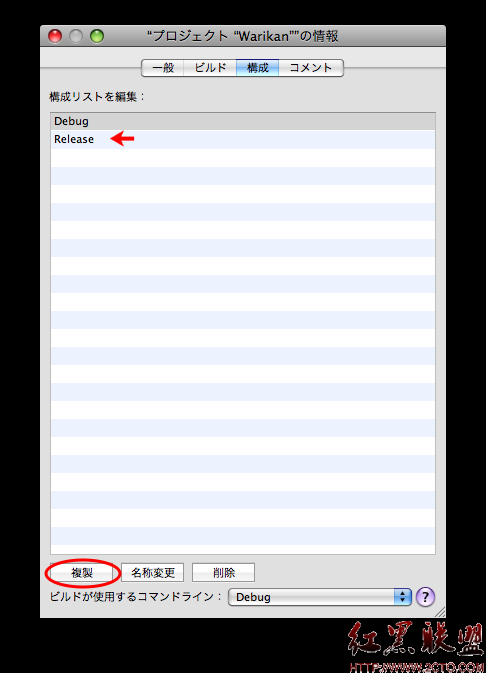 “プロジェクト “Warikan””の情報
一般 ビルド 構成 コメント
構成リストを編集：
Debug
Release
複製 名称変更 削除
ビルドが使用するコマンドライン： Debug ?
红黑联盟
HTTP://WWW.2CTO.COM